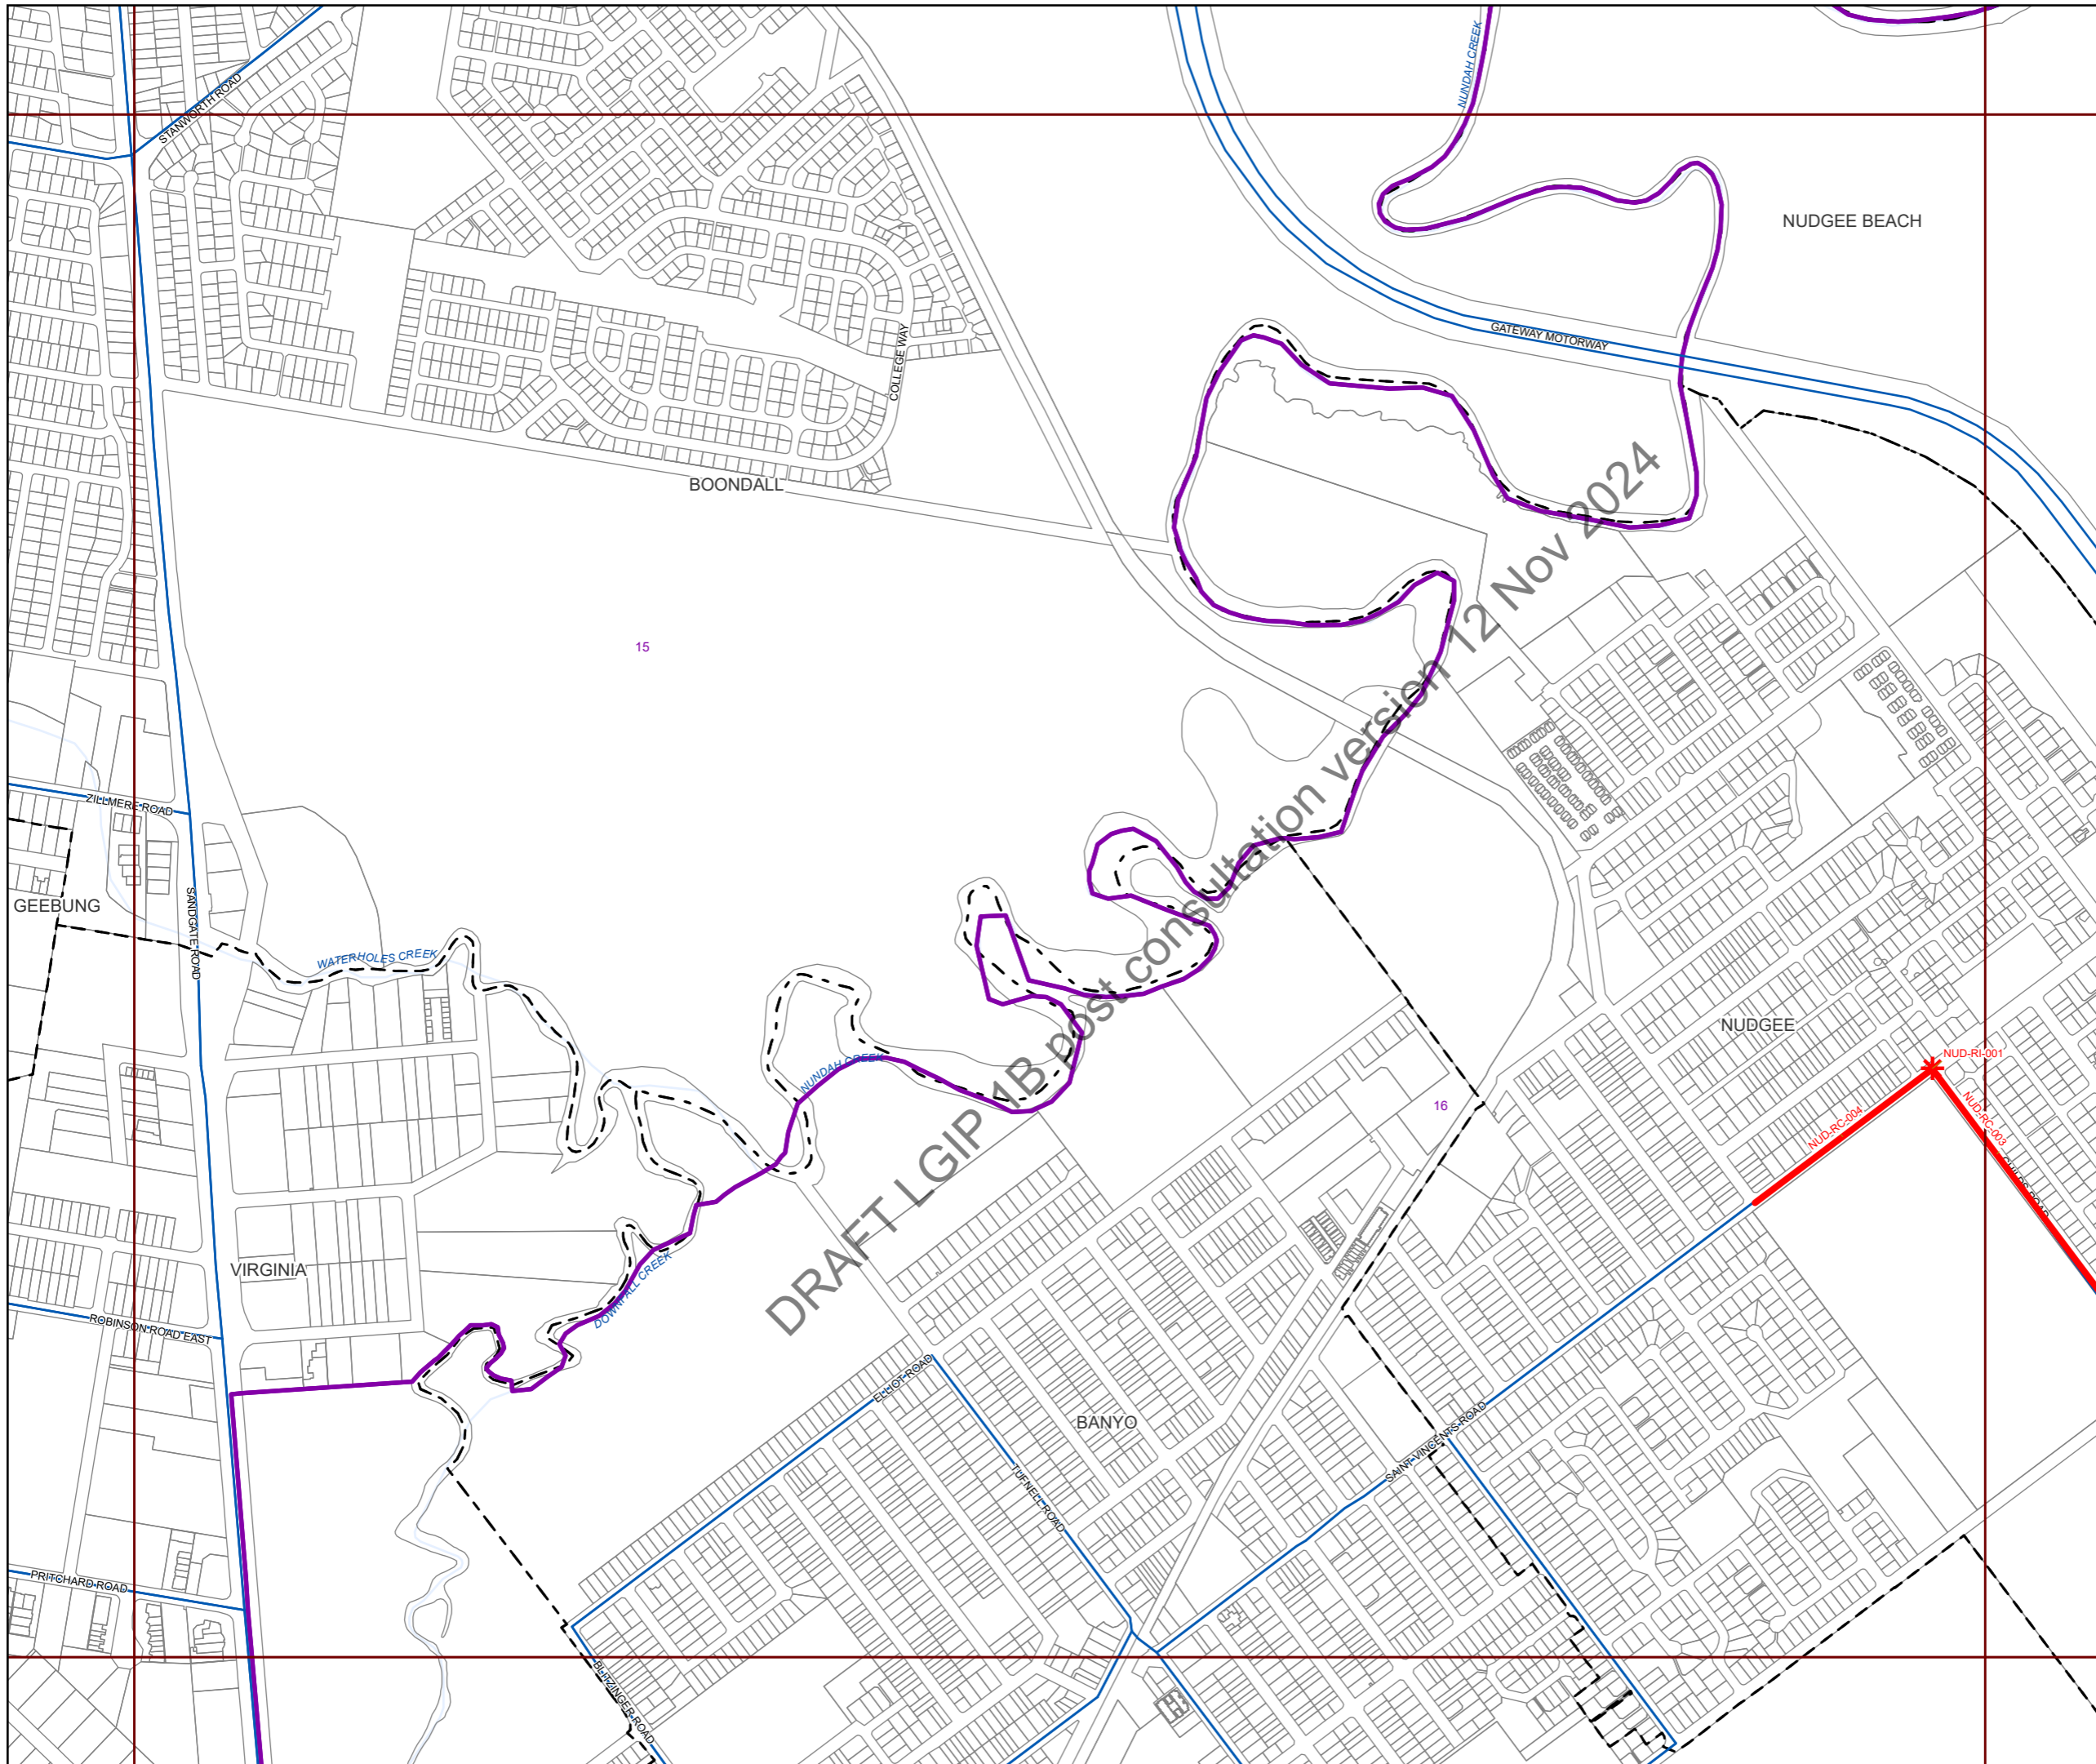 STANWORTH ROAD
NUNDAH CREEK
NUDGEE BEACH
GATEWAY MOTORWAY
COLLEGE WAY
BOONDALL
15
ZILLMERE ROAD
GEEBUNG
SANDGATE ROAD
WATERHOLES CREEK
NUNDAH CREEK
NUDGEE
NUD-RI-001
16
NUD-RC-004
NUD-RC-003
CHILDS ROAD
DRAFT LGIP 1B post consultation version 12 Nov 2024
VIRGINIA
DOWNFALL CREEK
ROBINSON ROAD EAST
ELLIOT ROAD
BANYO
SAINT VINCENTS ROAD
TUFNELL ROAD
PRITCHARD ROAD
BLITZINGER ROAD